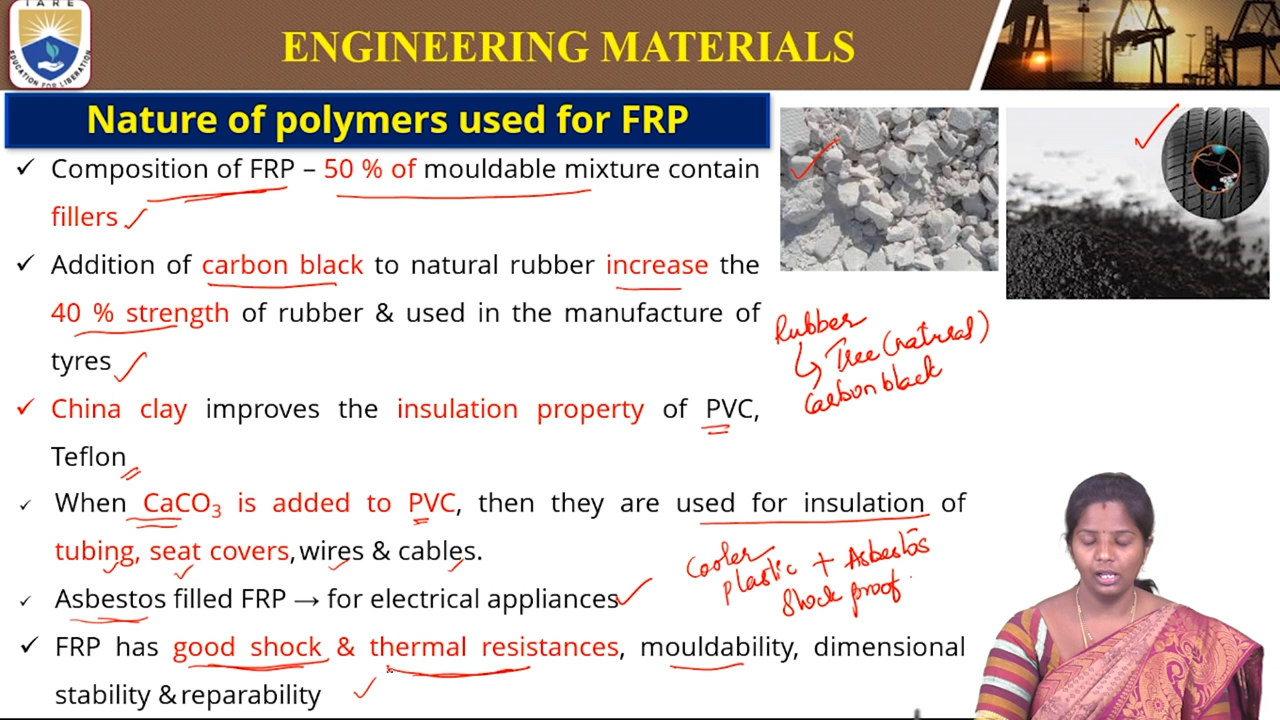 IARE
EDUCATION FOR LIBERATION
ENGINEERING MATERIALS
Nature of polymers used for FRP
✓ Composition of FRP – 50 % of mouldable mixture contain
fillers
✓ Addition of carbon black to natural rubber increase the
40 % strength of rubber & used in the manufacture of
tyres
✓ China clay improves the insulation property of PVC,
Teflon
✓ When CaCO₃ is added to PVC, then they are used for insulation of
tubing, seat covers, wires & cables.
✓ Asbestos filled FRP → for electrical appliances
✓ FRP has good shock & thermal resistances, mouldability, dimensional
stability & reparability
Rubber
Tree (natural)
Carbon black
Cooler
plastic + Asbestos
Shock proof